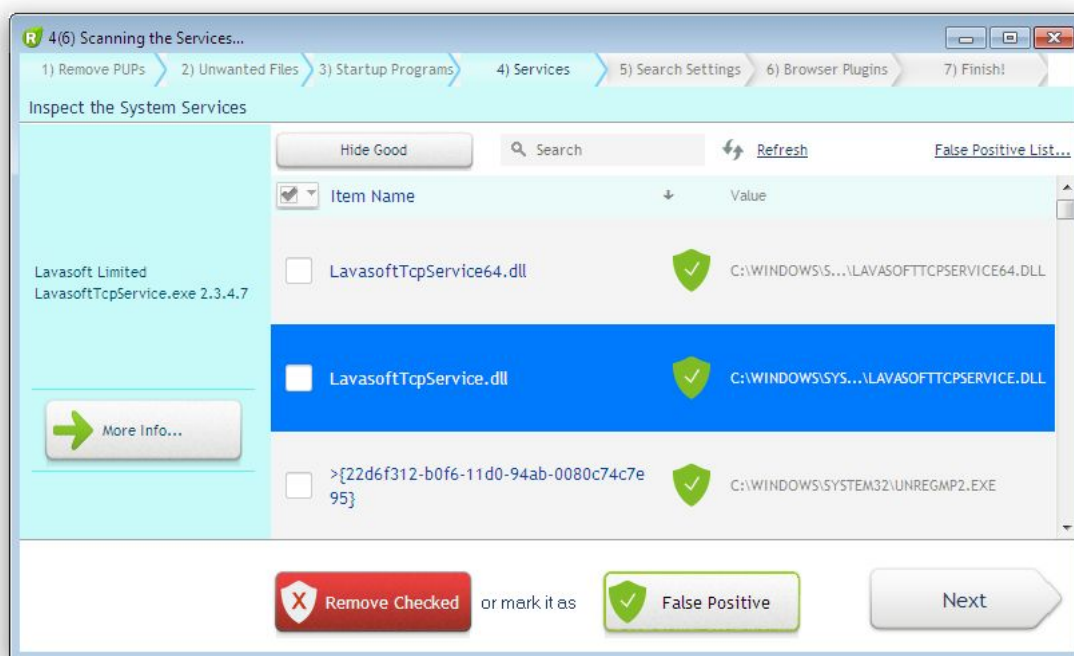 4(6) Scanning the Services...
1) Remove PUPs 2) Unwanted Files 3) Startup Programs 4) Services 5) Search Settings 6) Browser Plugins 7) Finish!
Inspect the System Services
Hide Good Search Refresh False Positive List...
Item Name Value
Lavasoft Limited
LavasoftTcpService.exe 2.3.4.7
More Info...
LavasoftTcpService64.dll C:\WINDOWS\S...\LAVASOFTTCPSERVICE64.DLL
LavasoftTcpService.dll C:\WINDOWS\SYS...\LAVASOFTTCPSERVICE.DLL
>{22d6f312-b0f6-11d0-94ab-0080c74c7e
95} C:\WINDOWS\SYSTEM32\UNREGMP2.EXE
Remove Checked or mark it as False Positive Next